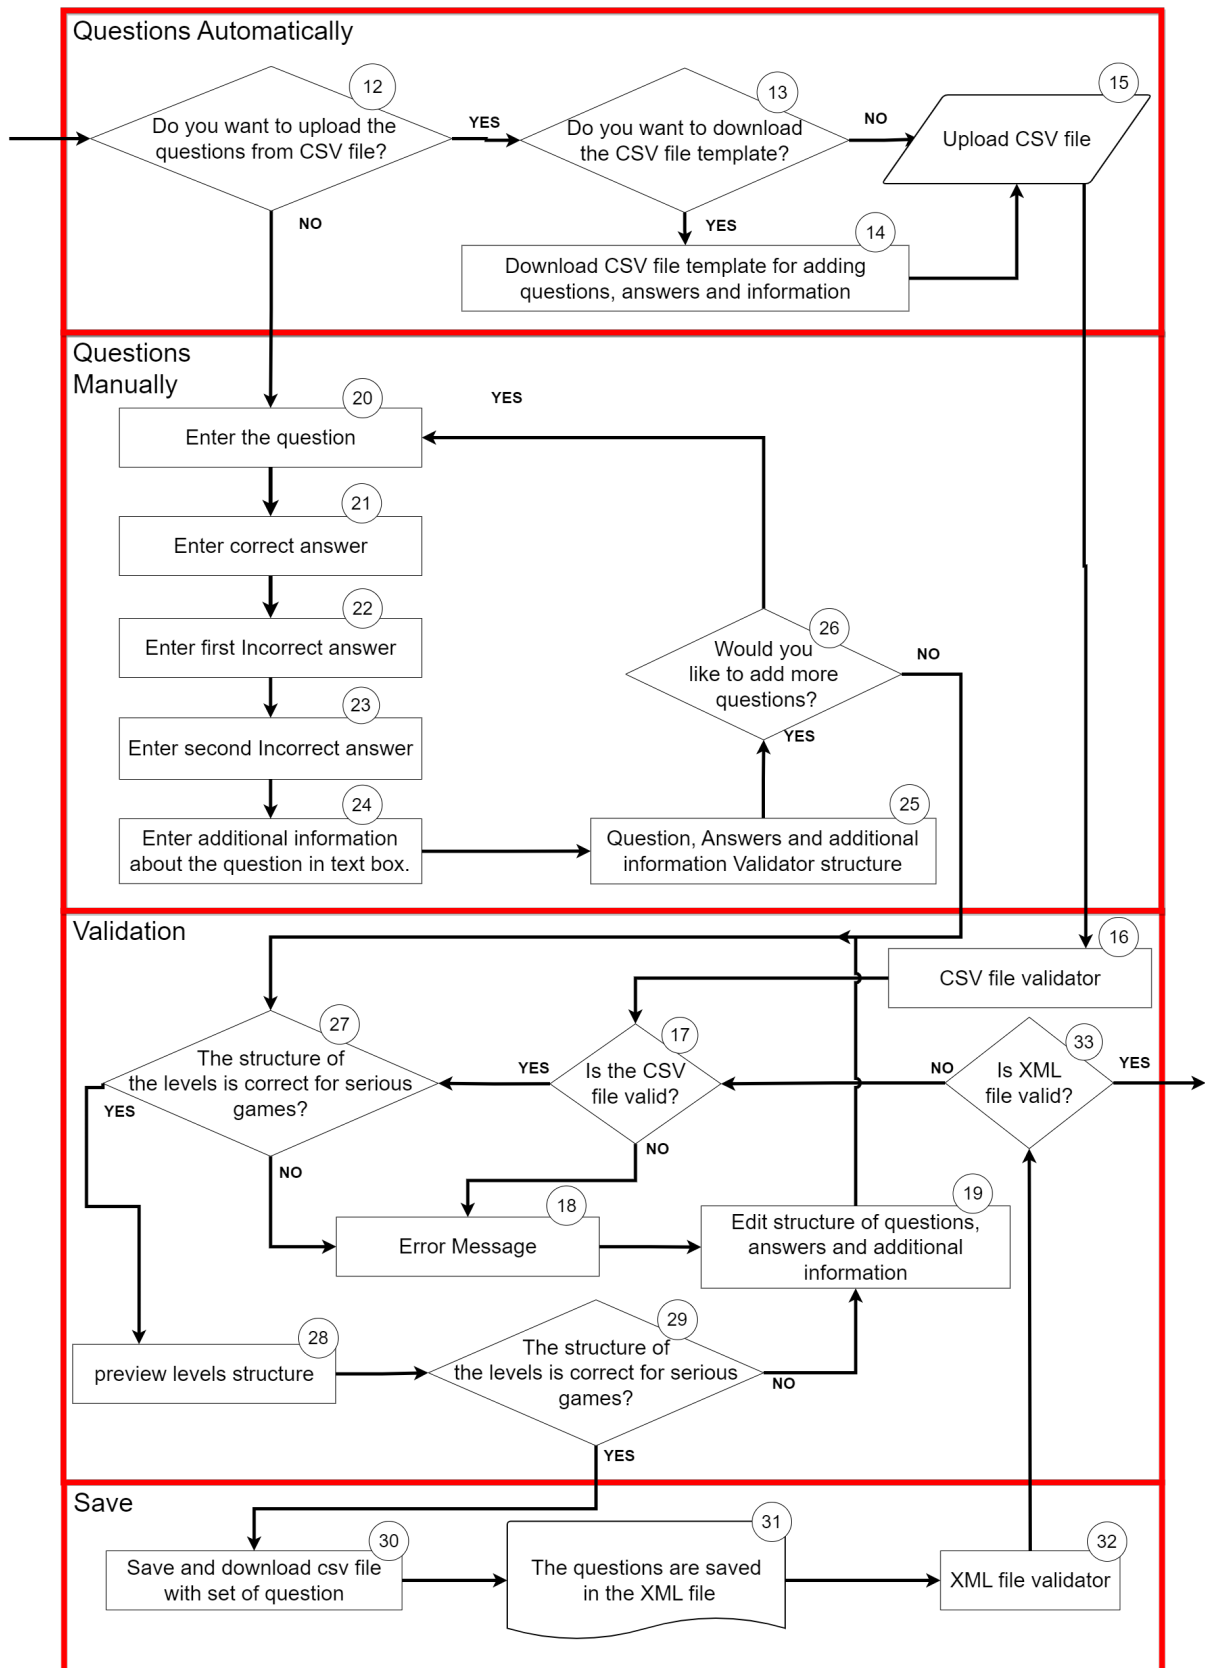 Questions Automatically
12
Do you want to upload the
questions from CSV file?
YES
NO
13
Do you want to download
the CSV file template?
NO
YES
15
Upload CSV file
14
Download CSV file template for adding
questions, answers and information
Questions
Manually
20
Enter the question
YES
21
Enter correct answer
22
Enter first Incorrect answer
23
Enter second Incorrect answer
24
Enter additional information
about the question in text box.
25
Question, Answers and additional
information Validator structure
26
Would you
like to add more
questions?
NO
YES
Validation
16
CSV file validator
27
The structure of
the levels is correct for serious
games?
YES
NO
17
Is the CSV
file valid?
YES
NO
33
Is XML
file valid?
NO
YES
18
Error Message
19
Edit structure of questions,
answers and additional
information
28
preview levels structure
29
The structure of
the levels is correct for serious
games?
NO
YES
Save
30
Save and download csv file
with set of question
31
The questions are saved
in the XML file
32
XML file validator